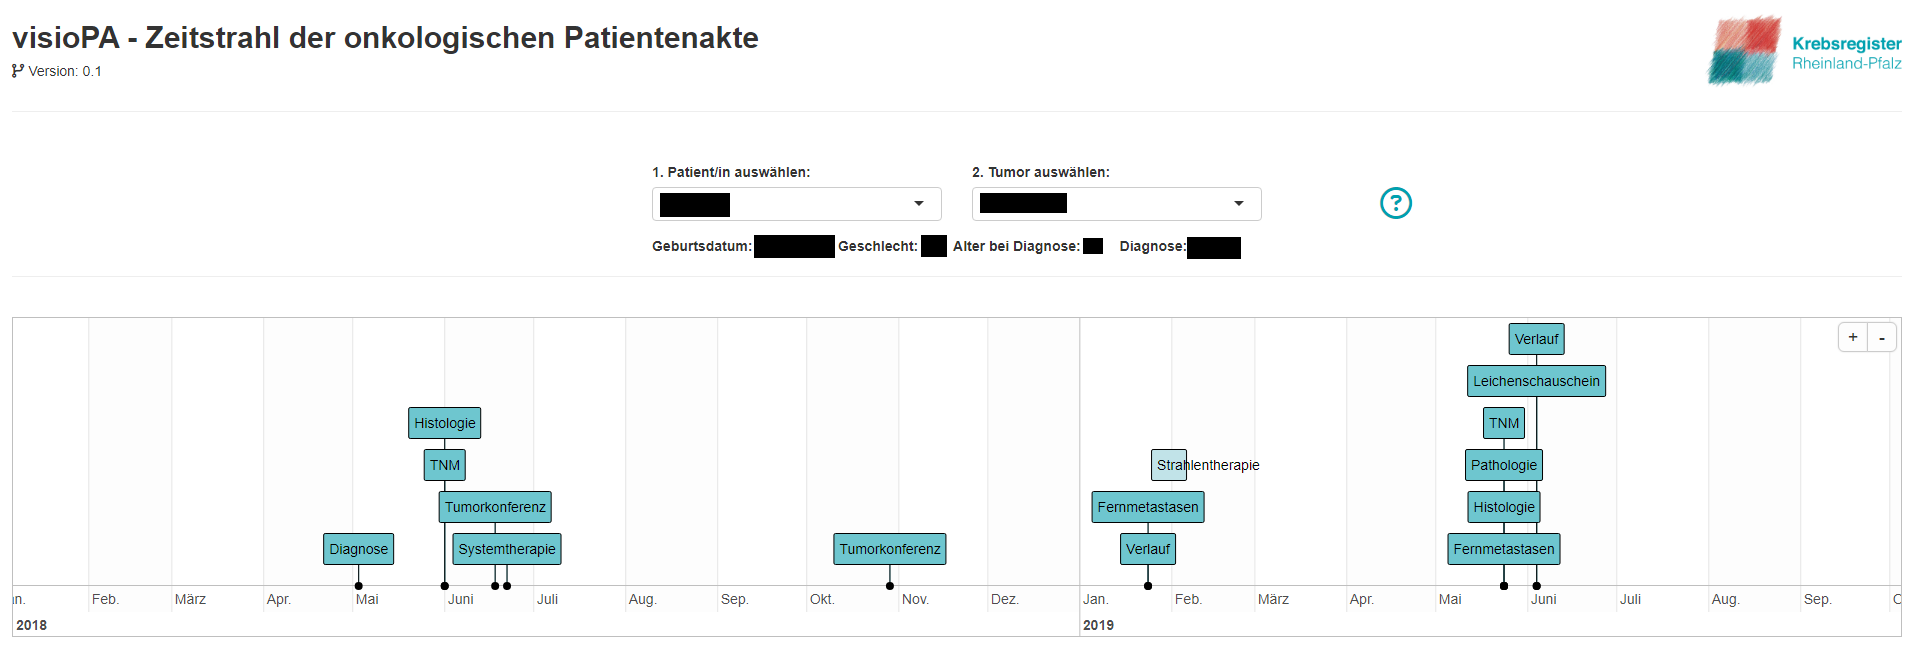 visioPA - Zeitstrahl der onkologischen Patientenakte
Version: 0.1
Krebsregister
Rheinland-Pfalz
1. Patient/in auswählen:
2. Tumor auswählen:
?
Geburtsdatum: Geschlecht: Alter bei Diagnose: Diagnose:
+ -
Verlauf
Leichenschauschein
Histologie
TNM
TNM
Strahlentherapie
Pathologie
Tumorkonferenz
Fernmetastasen
Histologie
Diagnose
Systemtherapie
Tumorkonferenz
Verlauf
Fernmetastasen
Feb. März Apr. Mai Juni Juli Aug. Sep. Okt. Nov. Dez. Jan. Feb. März Apr. Mai Juni Juli Aug. Sep.
2018 2019